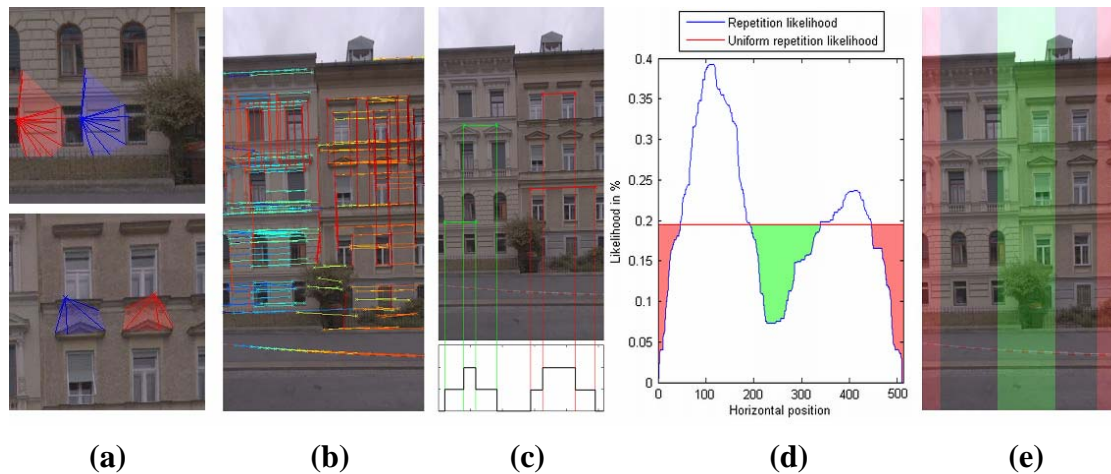 Repetition likelihood
Uniform repetition likelihood
0.4
0.35
0.3
0.25
0.2
0.15
0.1
0.05
0
Likelihood in %
0 100 200 300 400 500
Horizontal position
(a) (b) (c) (d) (e)